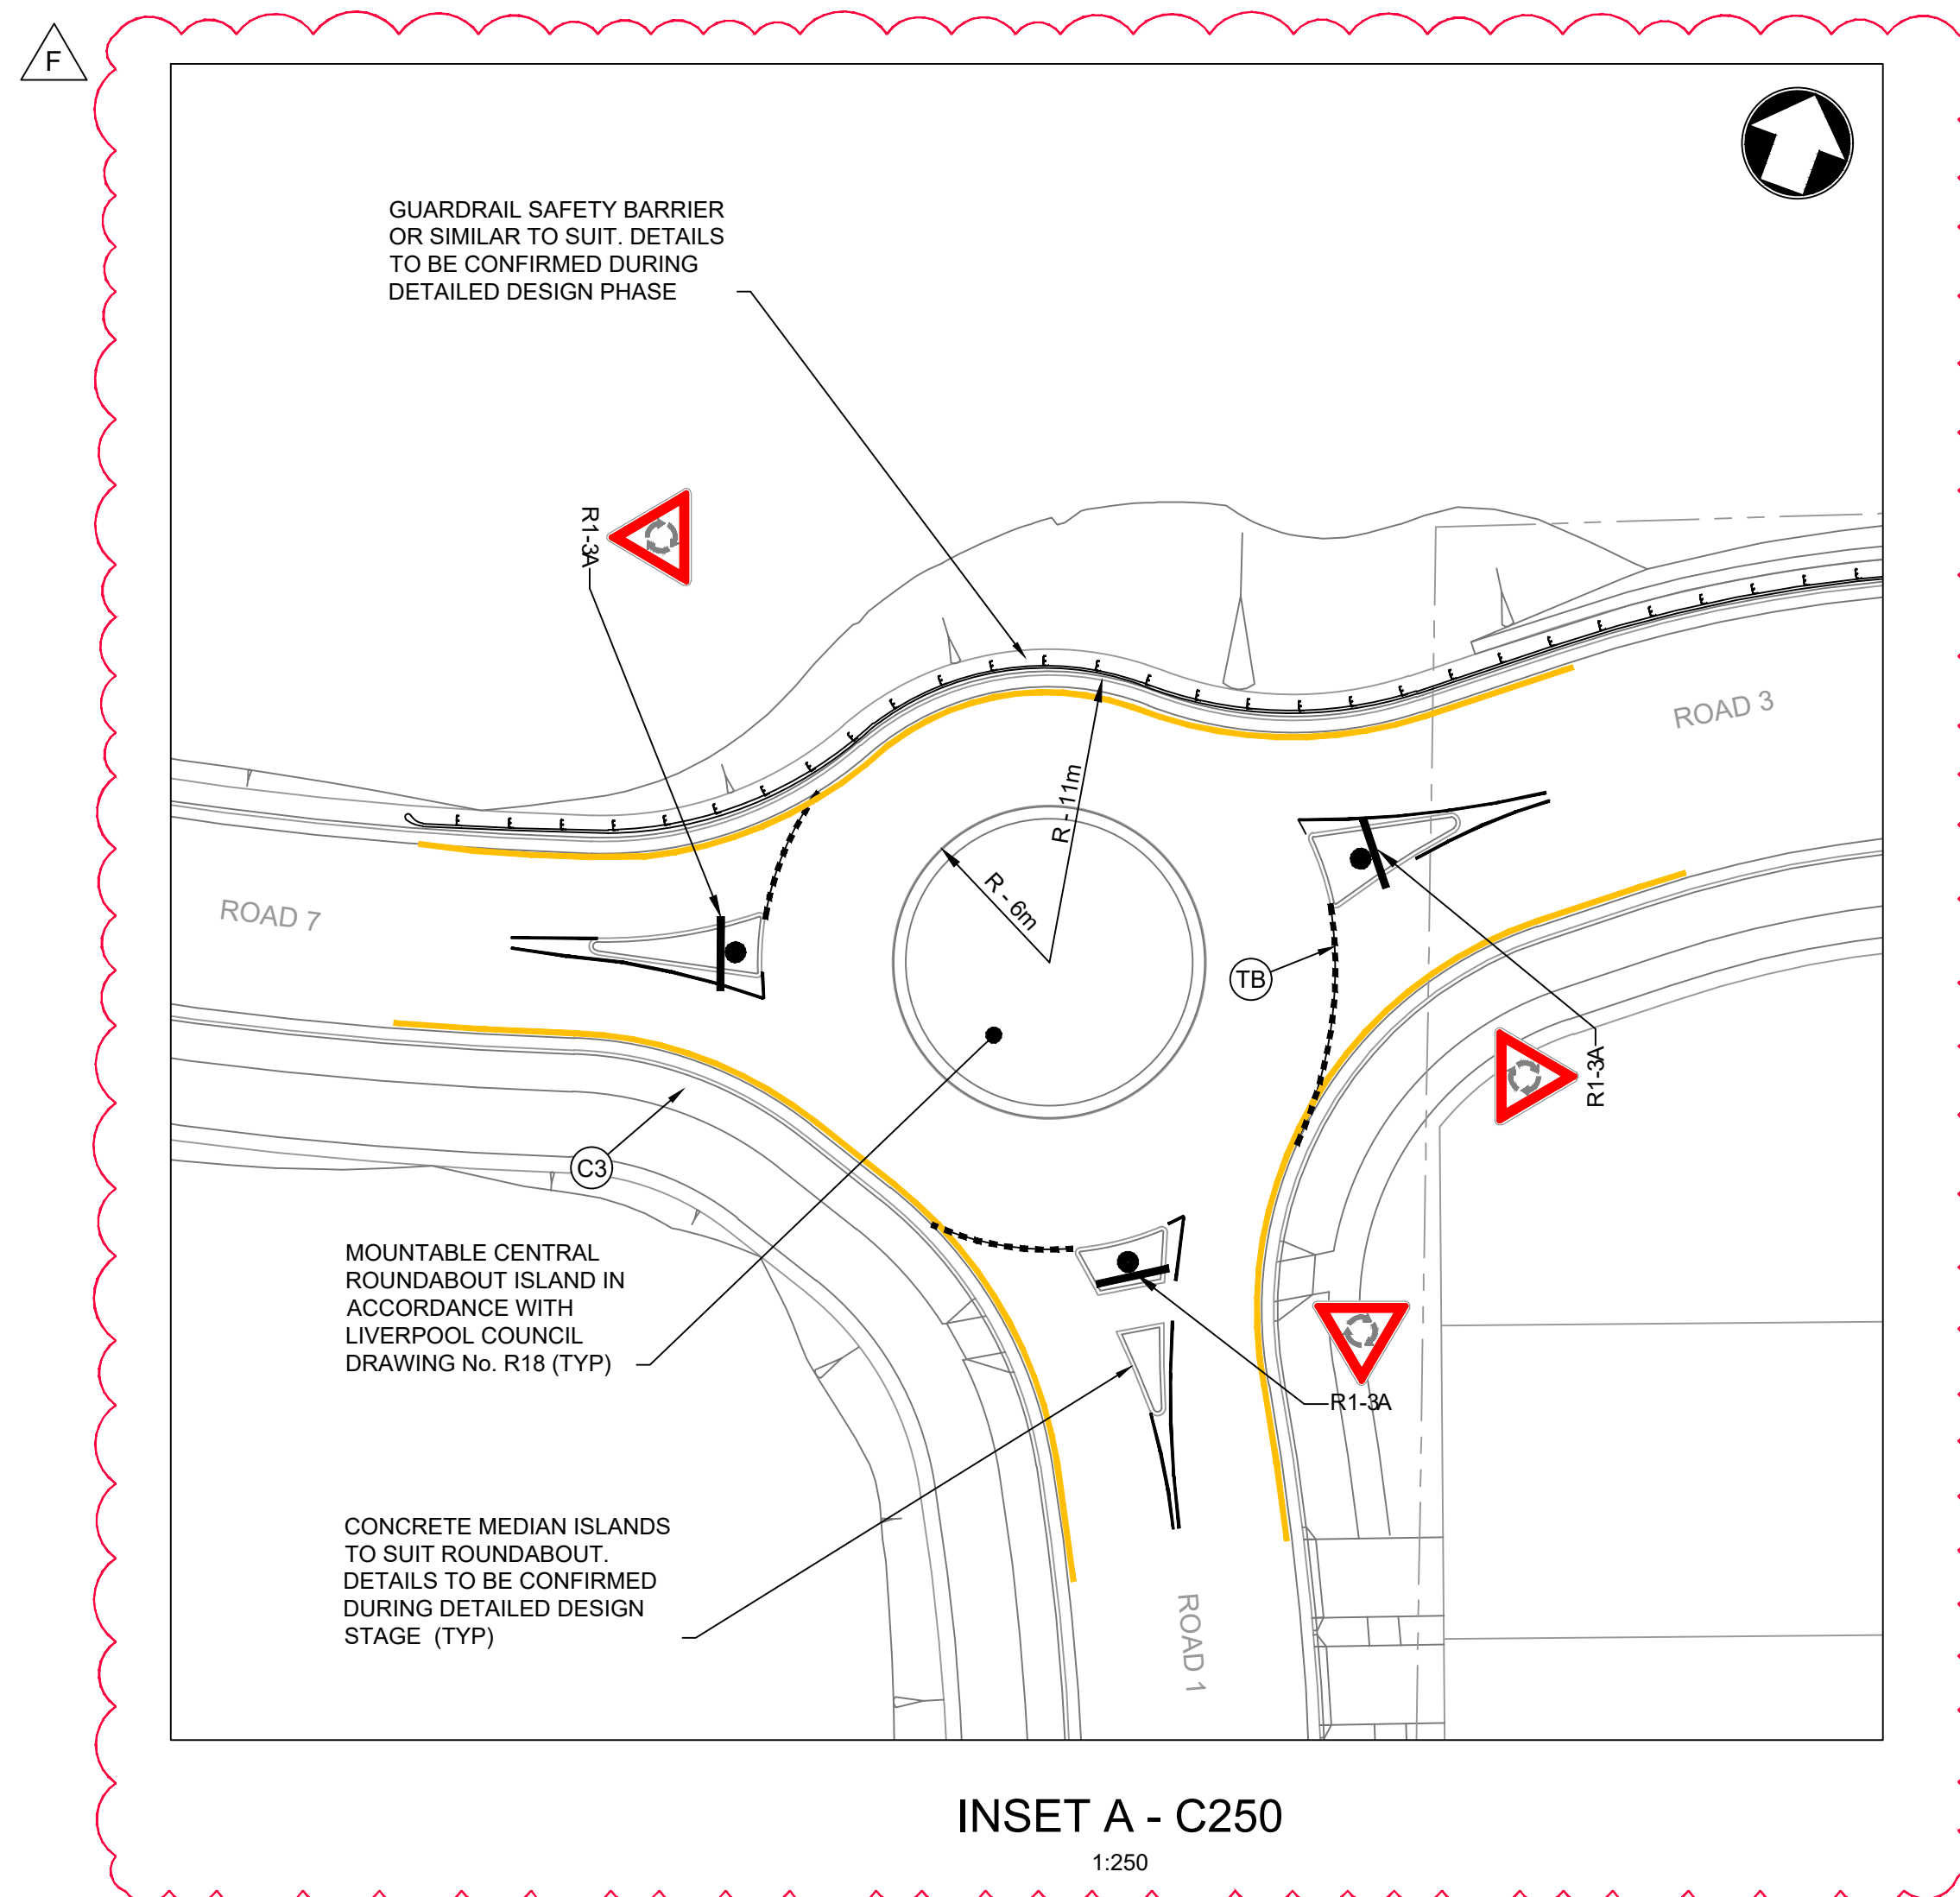 F
GUARDRAIL SAFETY BARRIER
OR SIMILAR TO SUIT. DETAILS
TO BE CONFIRMED DURING
DETAILED DESIGN PHASE
R1-3A
ROAD 3
R - 11m
R - 6m
ROAD 7
TB
R1-3A
C3
MOUNTABLE CENTRAL
ROUNDABOUT ISLAND IN
ACCORDANCE WITH
LIVERPOOL COUNCIL
DRAWING No. R18 (TYP)
R1-3A
CONCRETE MEDIAN ISLANDS
TO SUIT ROUNDABOUT.
DETAILS TO BE CONFIRMED
DURING DETAILED DESIGN
STAGE (TYP)
ROAD 1
INSET A - C250
1:250